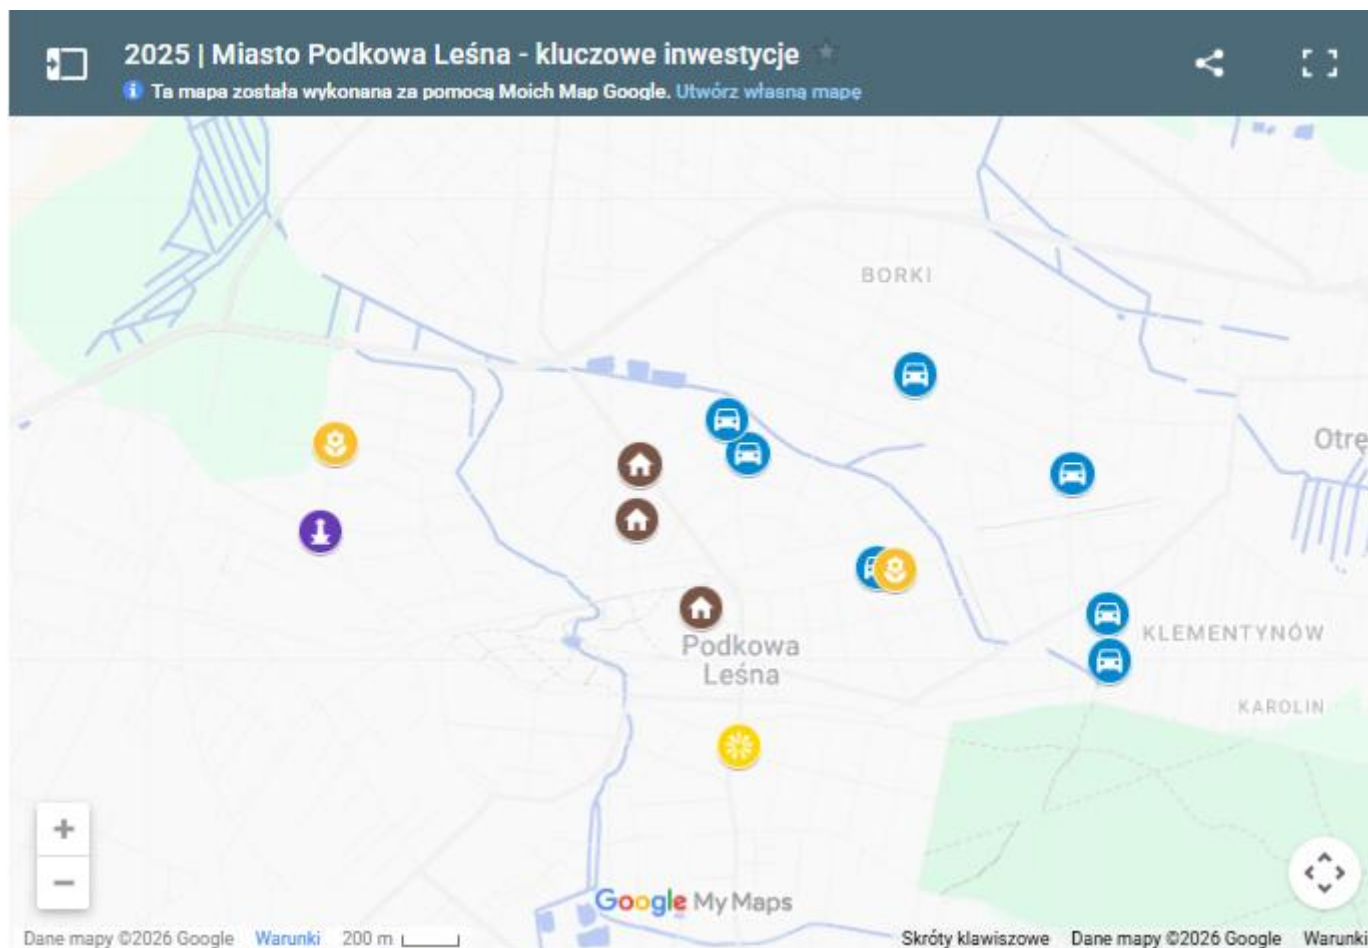 2025 | Miasto Podkowa Leśna - kluczowe inwestycje
Ta mapa została wykonana za pomocą Moich Map Google. Utwórz własną mapę
BORKI
Otrę
Podkowa
Leśna
KLEMENTYNÓW
KAROLIN
+
−
Google My Maps
Dane mapy ©2026 Google Warunki 200 m
Skróty klawiszowe Dane mapy ©2026 Google Warunki